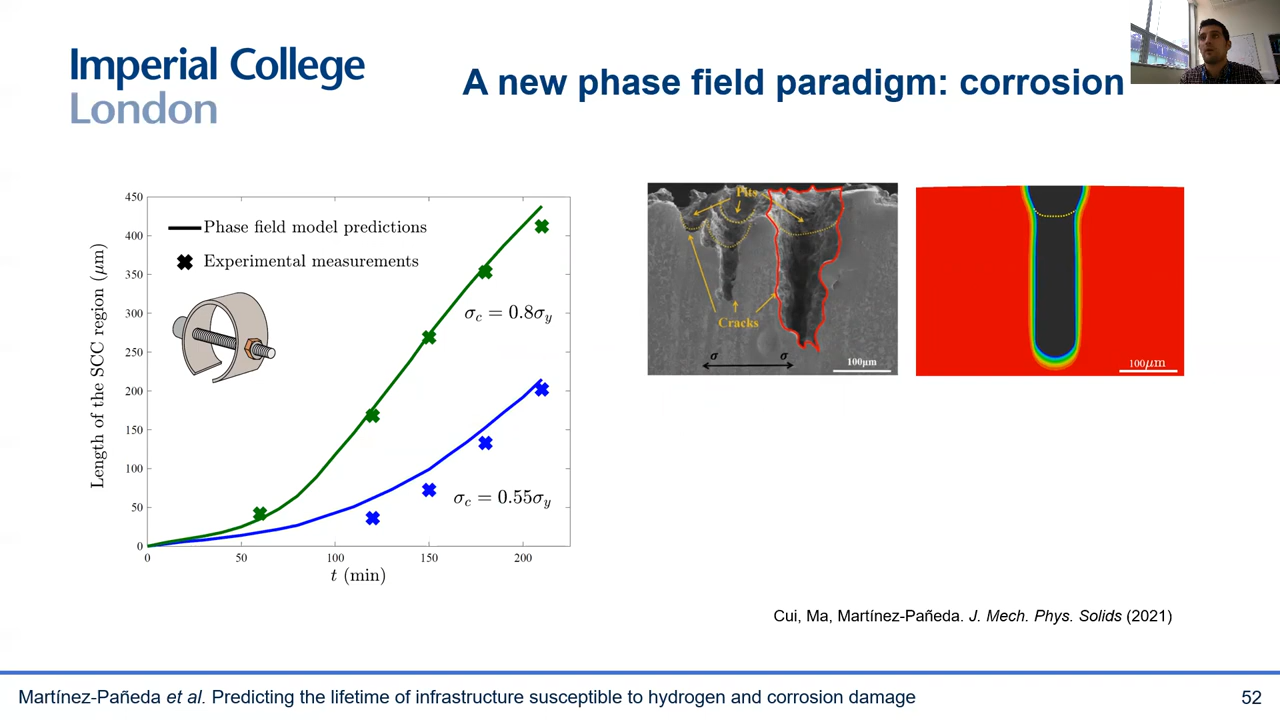 Imperial College
London
A new phase field paradigm: corrosion
Length of the SCC region (μm)
450
400
350
300
250
200
150
100
50
0
Phase field model predictions
Experimental measurements
σc = 0.8σy
σc = 0.55σy
0 50 100 150 200
t (min)
Pits
Cracks
σ σ
100μm
100μm
Cui, Ma, Martínez-Pañeda. J. Mech. Phys. Solids (2021)
Martínez-Pañeda et al. Predicting the lifetime of infrastructure susceptible to hydrogen and corrosion damage
52